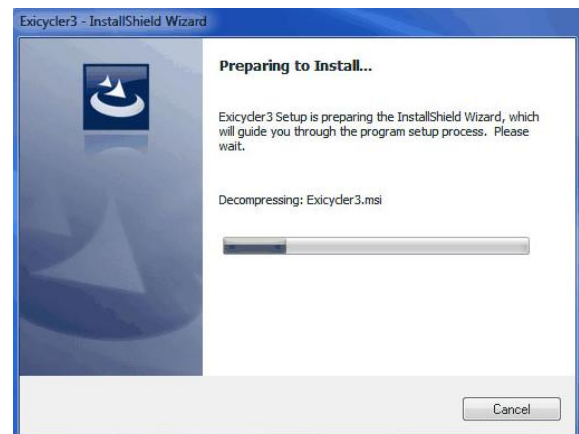 Exicycler3 - InstallShield Wizard
Preparing to Install...
Exicycler3 Setup is preparing the InstallShield Wizard, which
will guide you through the program setup process. Please
wait.
Decompressing: Exicycler3.msi
Cancel